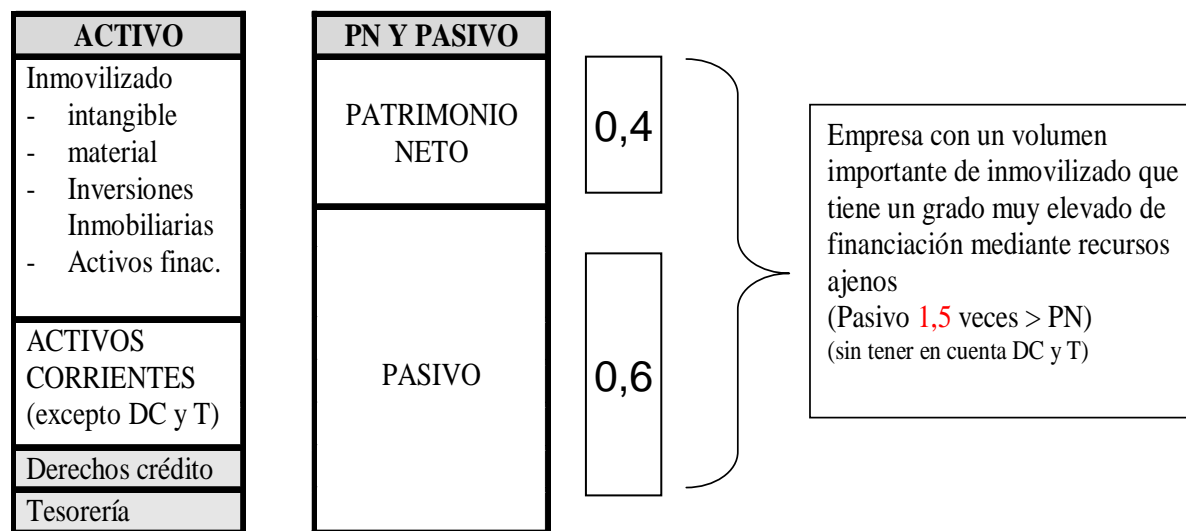 ACTIVO
Inmovilizado
- intangible
- material
- Inversiones
Inmobiliarias
- Activos finac.
ACTIVOS
CORRIENTES
(excepto DC y T)
Derechos crédito
Tesorería
PN Y PASIVO
PATRIMONIO
NETO
PASIVO
0,4
0,6
Empresa con un volumen
importante de inmovilizado que
tiene un grado muy elevado de
financiación mediante recursos
ajenos
(Pasivo 1,5 veces > PN)
(sin tener en cuenta DC y T)